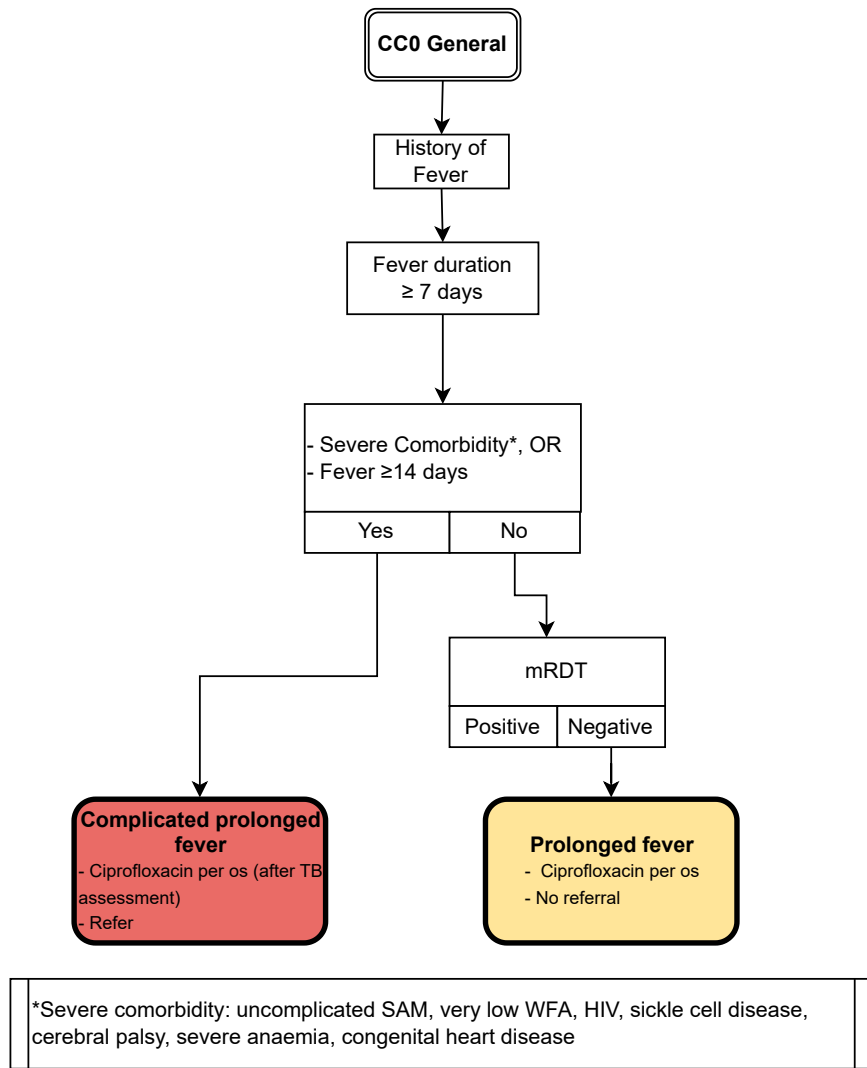 CC0 General
History of
Fever
Fever duration
≥ 7 days
- Severe Comorbidity*, OR
- Fever ≥14 days
Yes
No
mRDT
Positive
Negative
Complicated prolonged
fever
- Ciprofloxacin per os (after TB
assessment)
- Refer
Prolonged fever
- Ciprofloxacin per os
- No referral
*Severe comorbidity: uncomplicated SAM, very low WFA, HIV, sickle cell disease,
cerebral palsy, severe anaemia, congenital heart disease